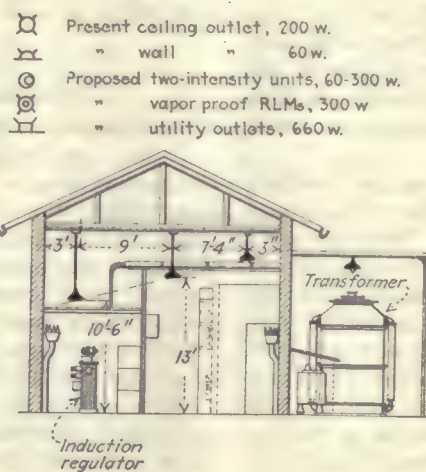 Present ceiling outlet, 200 w.
" wall " 60 w.
Proposed two-intensity units, 60-300 w.
" vapor proof RLMs, 300 w
" utility outlets, 660 w.
3' 9' 7'-4" 3"
Transformer
10'-6"
13'
Induction
regulator